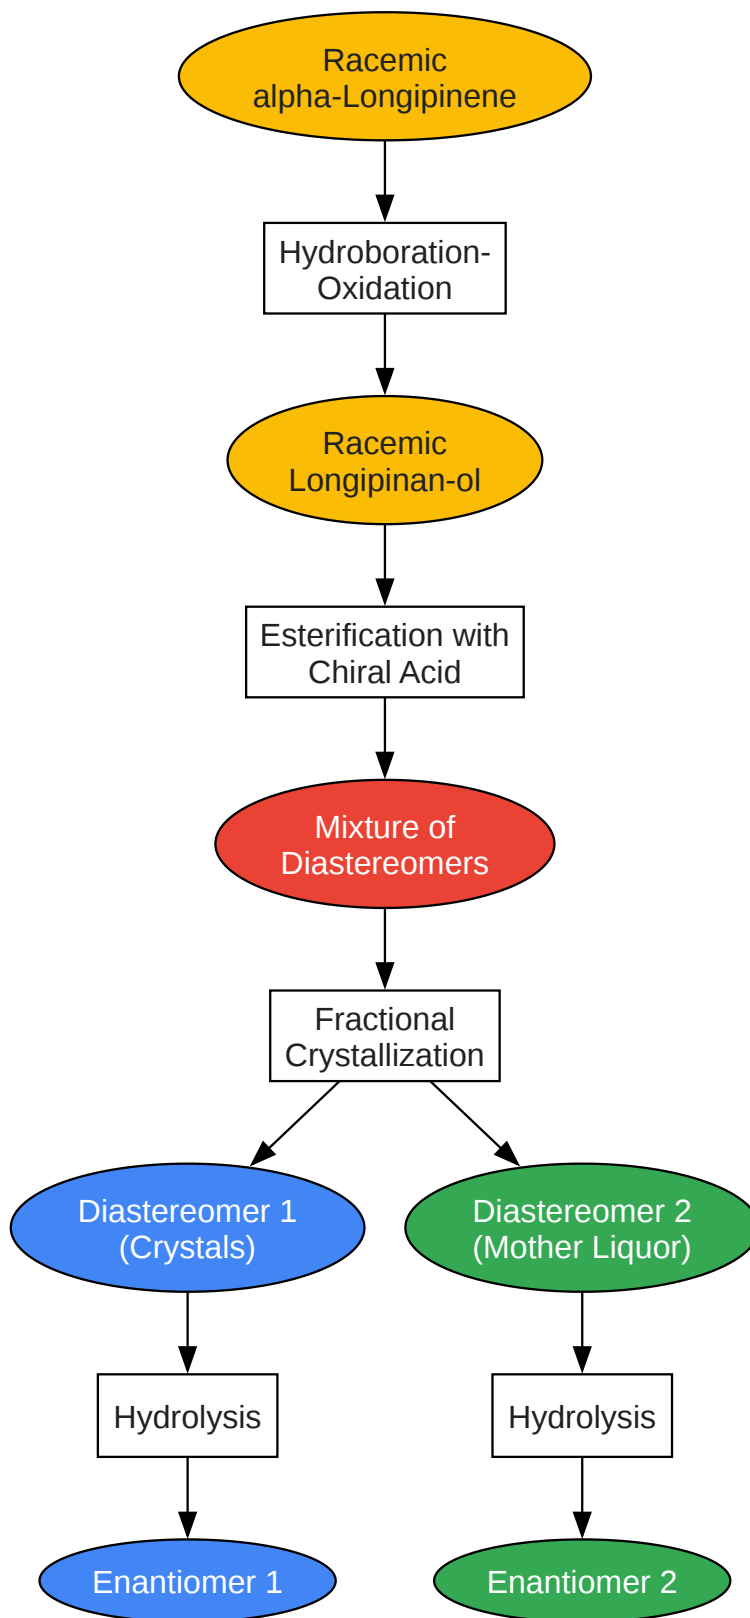 Racemic
alpha-Longipinene
Hydroboration-
Oxidation
Racemic
Longipinan-ol
Esterification with
Chiral Acid
Mixture of
Diastereomers
Fractional
Crystallization
Diastereomer 1
(Crystals)
Diastereomer 2
(Mother Liquor)
Hydrolysis
Hydrolysis
Enantiomer 1
Enantiomer 2